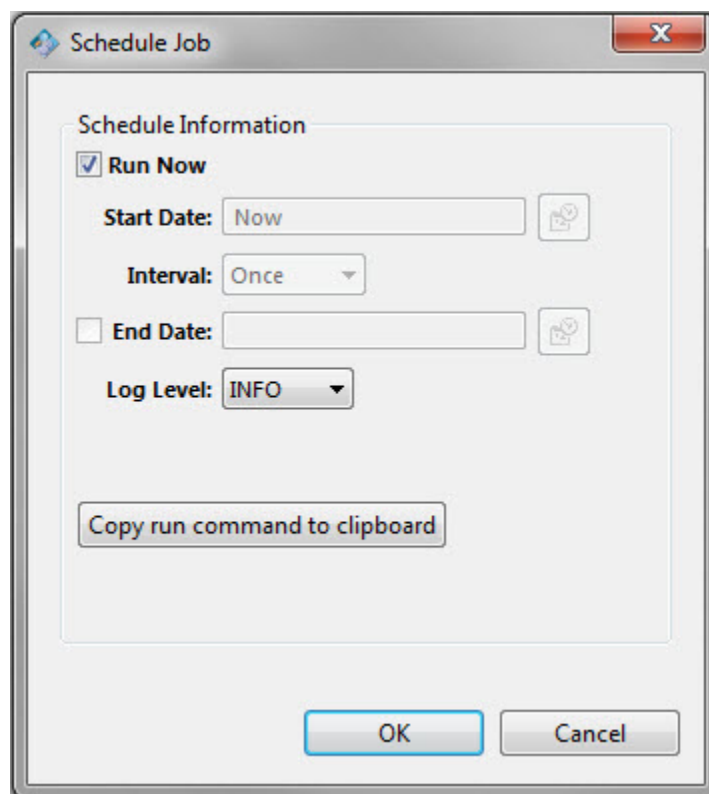 Schedule Job
Schedule Information
Run Now
Start Date: Now
Interval: Once
End Date:
Log Level: INFO
Copy run command to clipboard
OK Cancel